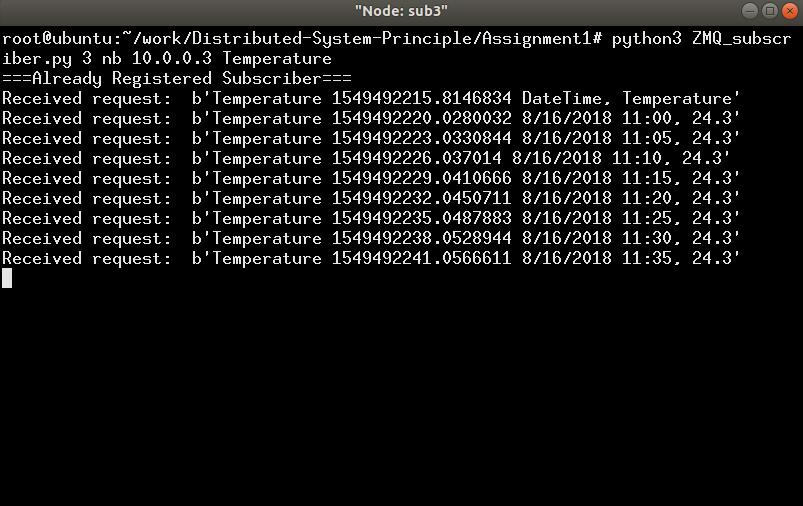 "Node: sub3"
root@ubuntu:~/work/Distributed-System-Principle/Assignment1# python3 ZMQ_subscr
iber.py 3 nb 10.0.0.3 Temperature
===Already Registered Subscriber===
Received request:  b'Temperature 1549492215.8146834 DateTime, Temperature'
Received request:  b'Temperature 1549492220.0280032 8/16/2018 11:00, 24.3'
Received request:  b'Temperature 1549492223.0330844 8/16/2018 11:05, 24.3'
Received request:  b'Temperature 1549492226.037014 8/16/2018 11:10, 24.3'
Received request:  b'Temperature 1549492229.0410666 8/16/2018 11:15, 24.3'
Received request:  b'Temperature 1549492232.0450711 8/16/2018 11:20, 24.3'
Received request:  b'Temperature 1549492235.0487883 8/16/2018 11:25, 24.3'
Received request:  b'Temperature 1549492238.0528944 8/16/2018 11:30, 24.3'
Received request:  b'Temperature 1549492241.0566611 8/16/2018 11:35, 24.3'